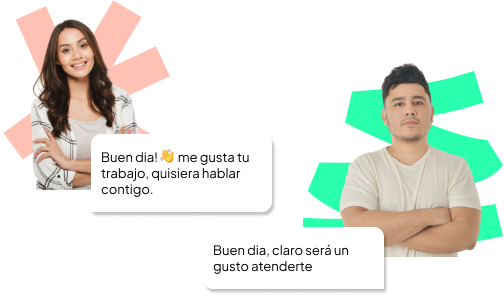 Buen dia! 👋 me gusta tu
trabajo, quisiera hablar
contigo.
Buen dia, claro será un
gusto atenderte